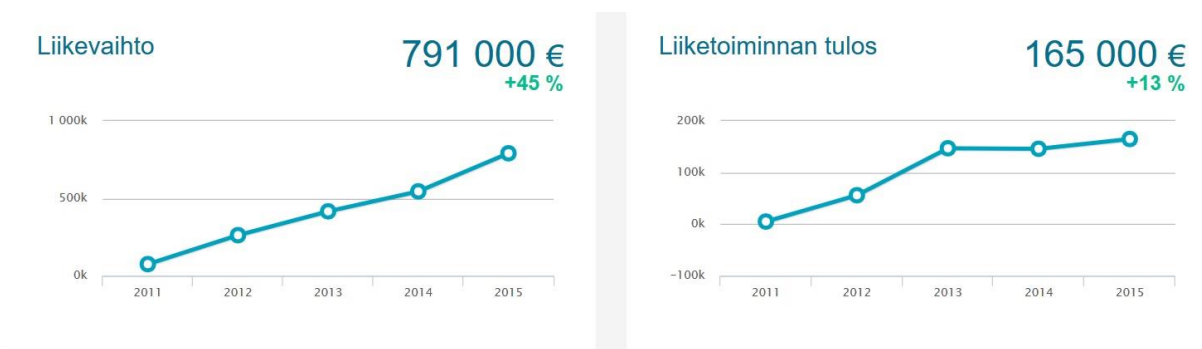 Liikevaihto
791 000 €
+45 %
1 000k
500k
0k
2011 2012 2013 2014 2015
Liiketoiminnan tulos
165 000 €
+13 %
200k
100k
0k
-100k
2011 2012 2013 2014 2015